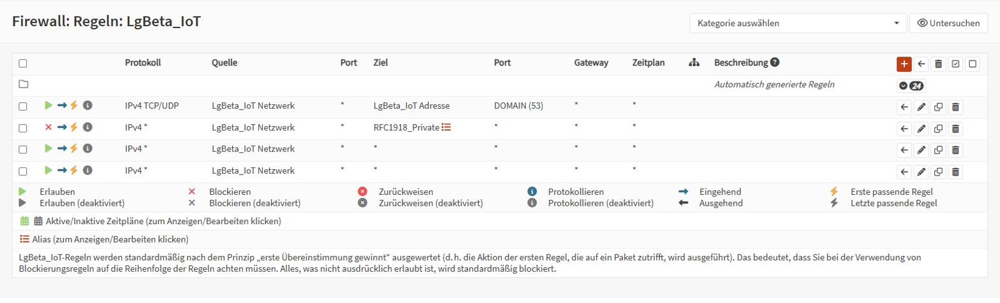 Firewall: Regeln: LgBeta_IoT
Kategorie auswählen Untersuchen
Protokoll Quelle Port Ziel Port Gateway Zeitplan Beschreibung
Automatisch generierte Regeln 24
IPv4 TCP/UDP LgBeta_IoT Netzwerk * LgBeta_IoT Adresse DOMAIN (53) * *
IPv4 * LgBeta_IoT Netzwerk * RFC1918_Private * * *
IPv4 * LgBeta_IoT Netzwerk * * * * *
IPv4 * LgBeta_IoT Netzwerk * * * * *
Erlauben Blockieren Zurückweisen Protokollieren Eingehend Erste passende Regel
Erlauben (deaktiviert) Blockieren (deaktiviert) Zurückweisen (deaktiviert) Protokollieren (deaktiviert) Ausgehend Letzte passende Regel
Aktive/Inaktive Zeitpläne (zum Anzeigen/Bearbeiten klicken)
Alias (zum Anzeigen/Bearbeiten klicken)
LgBeta_IoT-Regeln werden standardmäßig nach dem Prinzip „erste Übereinstimmung gewinnt“ ausgewertet (d. h. die Aktion der ersten Regel, die auf ein Paket zutrifft, wird ausgeführt). Das bedeutet, dass Sie bei der Verwendung von
Blockierungsregeln auf die Reihenfolge der Regeln achten müssen. Alles, was nicht ausdrücklich erlaubt ist, wird standardmäßig blockiert.